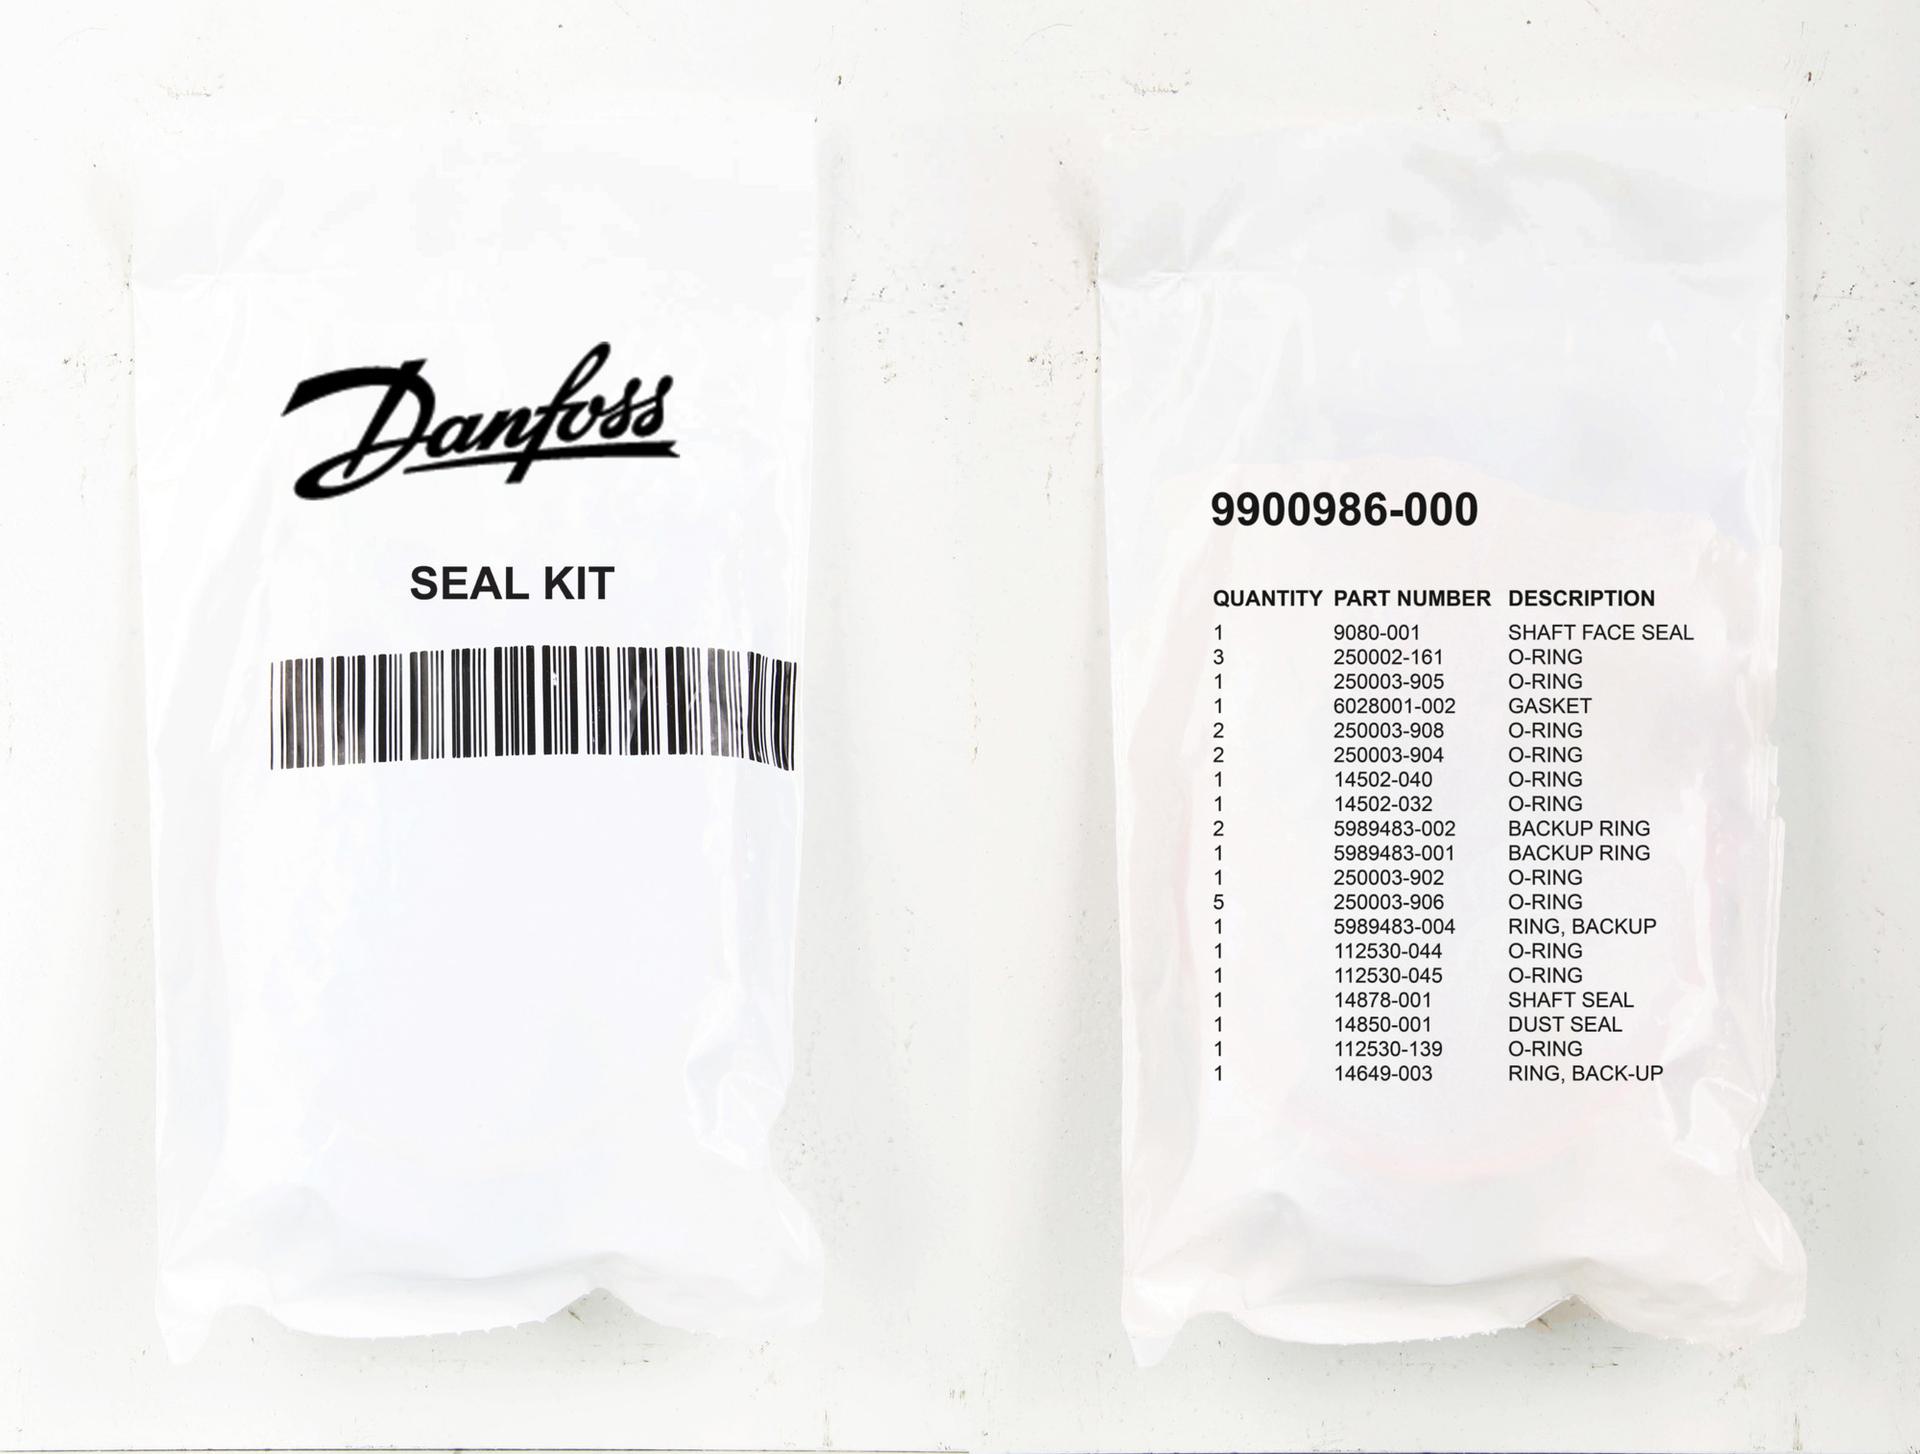 Danfoss
SEAL KIT
9900986-000
QUANTITY PART NUMBER DESCRIPTION
1 9080-001 SHAFT FACE SEAL
3 250002-161 O-RING
1 250003-905 O-RING
1 6028001-002 GASKET
2 250003-908 O-RING
2 250003-904 O-RING
1 14502-040 O-RING
1 14502-032 O-RING
2 5989483-002 BACKUP RING
1 5989483-001 BACKUP RING
1 250003-902 O-RING
5 250003-906 O-RING
1 5989483-004 RING, BACKUP
1 112530-044 O-RING
1 112530-045 O-RING
1 14878-001 SHAFT SEAL
1 14850-001 DUST SEAL
1 112530-139 O-RING
1 14649-003 RING, BACK-UP